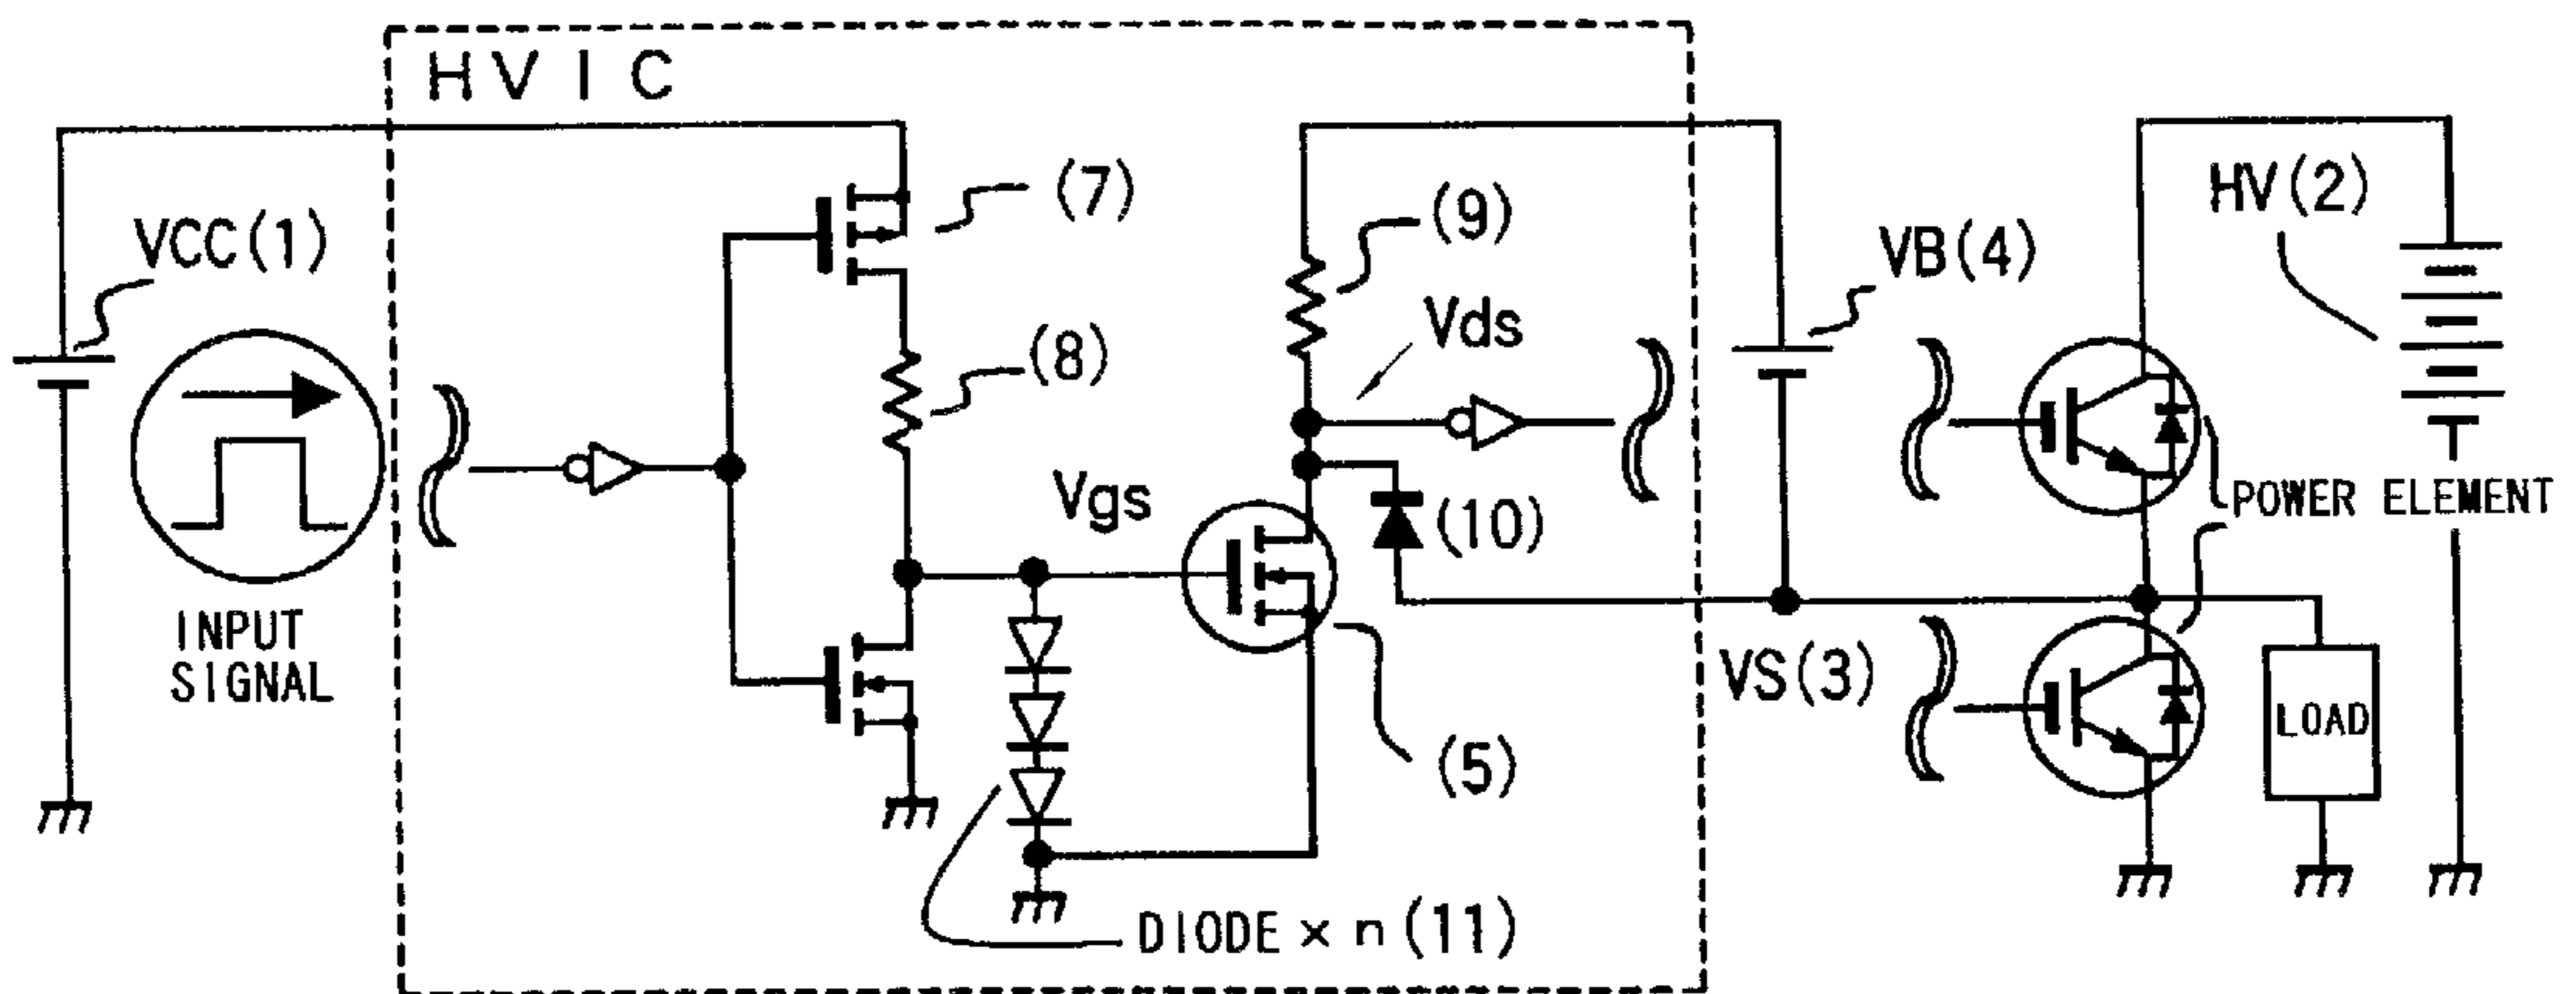 HVIC
VCC(1)
INPUT
SIGNAL
(7)
(8)
Vgs
DIODE × n (11)
(5)
(9)
Vds
(10)
VB(4)
VS(3)
HV(2)
POWER ELEMENT
LOAD